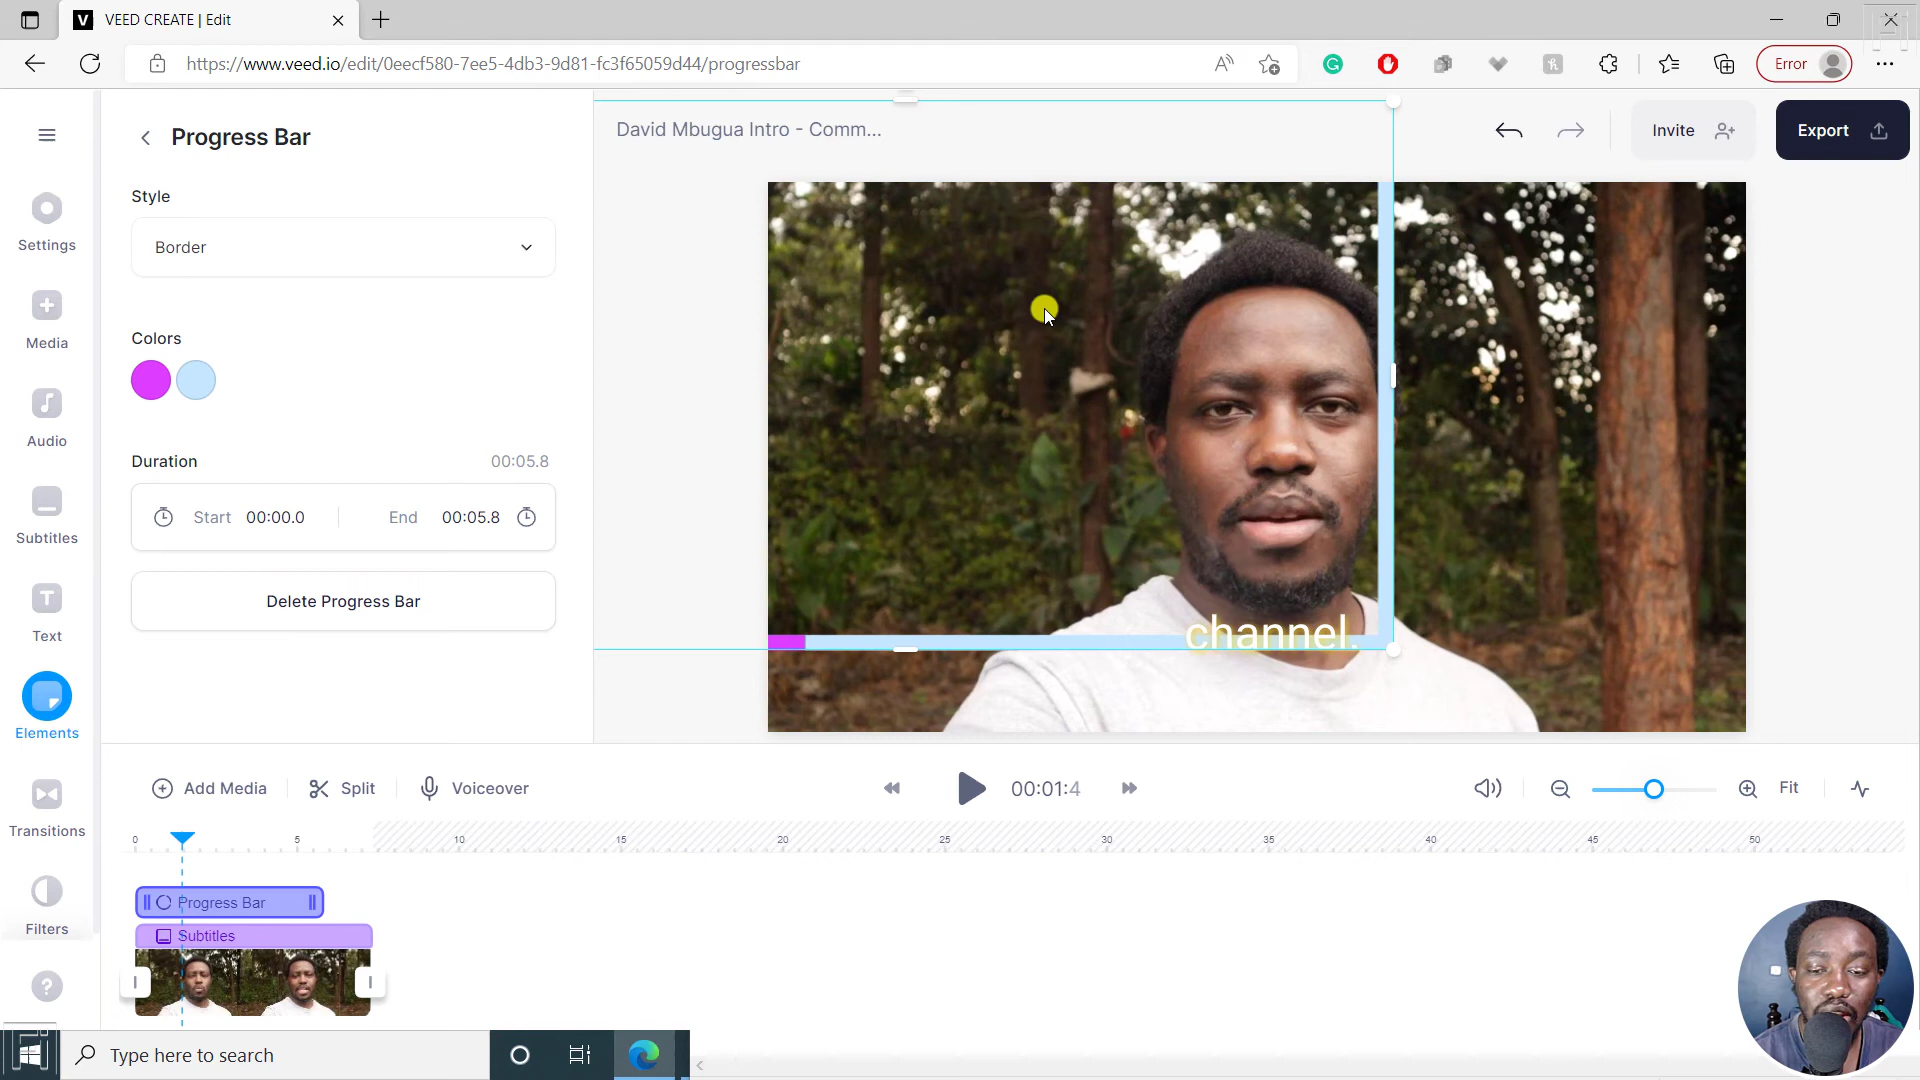 VEED CREATE | Edit
https://www.veed.io/edit/0eecf580-7ee5-4db3-9d81-fc3f65059d44/progressbar
Error
Progress Bar
David Mbugua Intro - Comm...
Invite
Export
Style
Border
Settings
Colors
Media
Audio
Duration
00:05.8
Start 00:00.0
End 00:05.8
Subtitles
Delete Progress Bar
Text
channel.
Elements
Add Media
Split
Voiceover
00:01:4
Fit
Transitions
0 5 10 15 20 25 30 35 40 45 50
Progress Bar
Subtitles
Filters
Type here to search